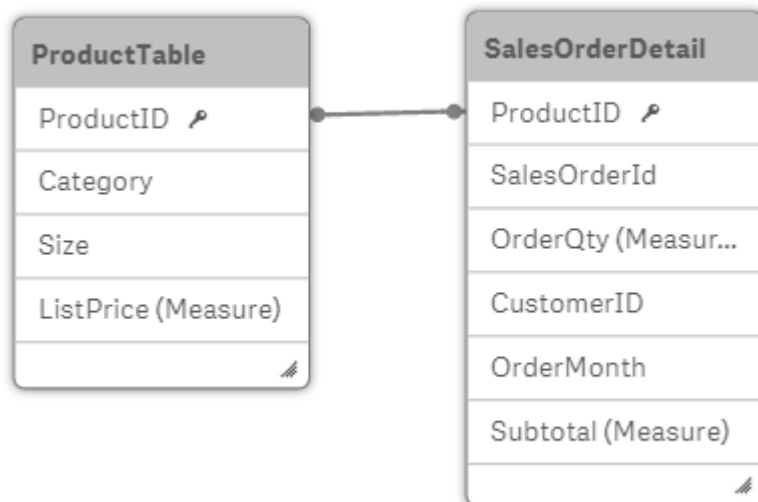 ProductTable
ProductID
Category
Size
ListPrice (Measure)
SalesOrderDetail
ProductID
SalesOrderId
OrderQty (Measur...
CustomerID
OrderMonth
Subtotal (Measure)